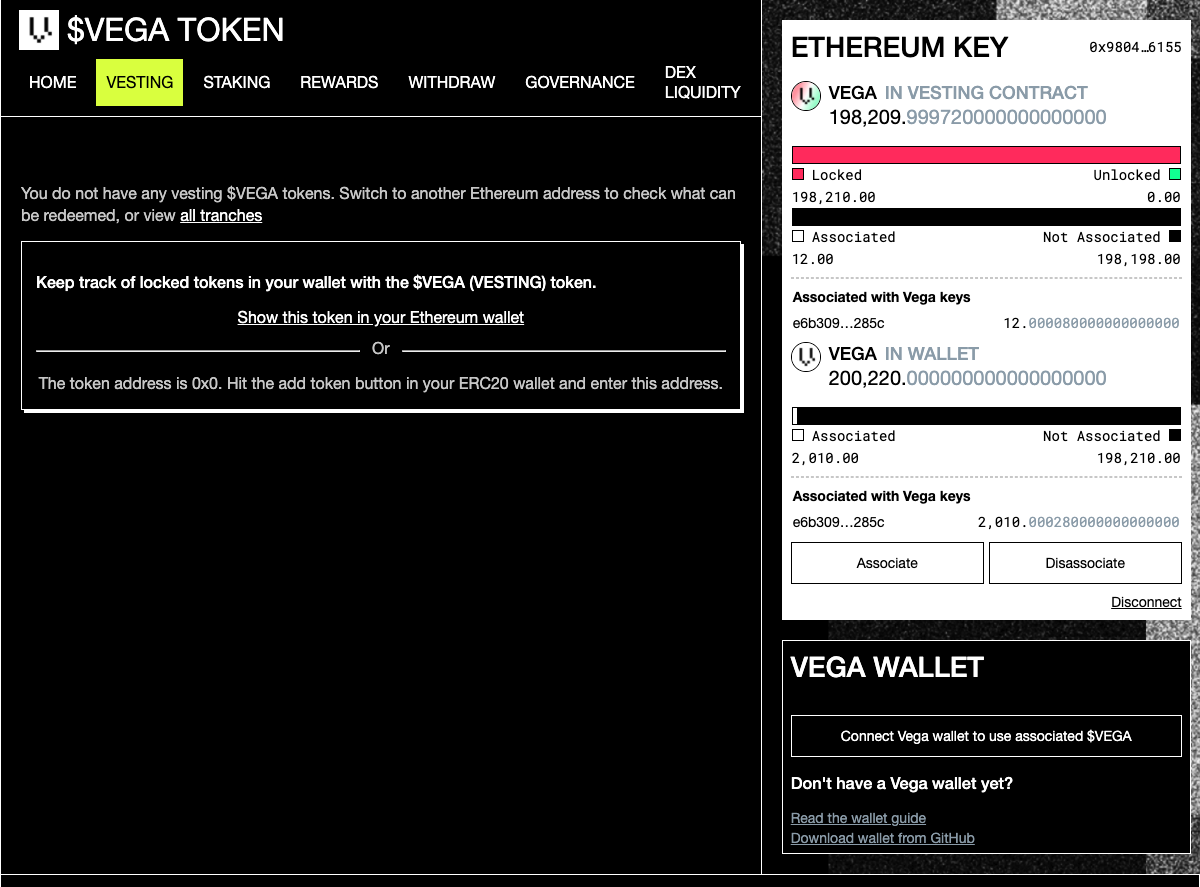 $VEGA TOKEN
HOME VESTING STAKING REWARDS WITHDRAW GOVERNANCE DEX LIQUIDITY
You do not have any vesting $VEGA tokens. Switch to another Ethereum address to check what can
be redeemed, or view all tranches
Keep track of locked tokens in your wallet with the $VEGA (VESTING) token.
Show this token in your Ethereum wallet
Or
The token address is 0x0. Hit the add token button in your ERC20 wallet and enter this address.
ETHEREUM KEY 0x9804…6155
VEGA IN VESTING CONTRACT
198,209.999720000000000000
Locked Unlocked
198,210.00 0.00
Associated Not Associated
12.00 198,198.00
Associated with Vega keys
e6b309…285c 12.000080000000000000
VEGA IN WALLET
200,220.000000000000000000
Associated Not Associated
2,010.00 198,210.00
Associated with Vega keys
e6b309…285c 2,010.000280000000000000
Associate Disassociate
Disconnect
VEGA WALLET
Connect Vega wallet to use associated $VEGA
Don't have a Vega wallet yet?
Read the wallet guide
Download wallet from GitHub